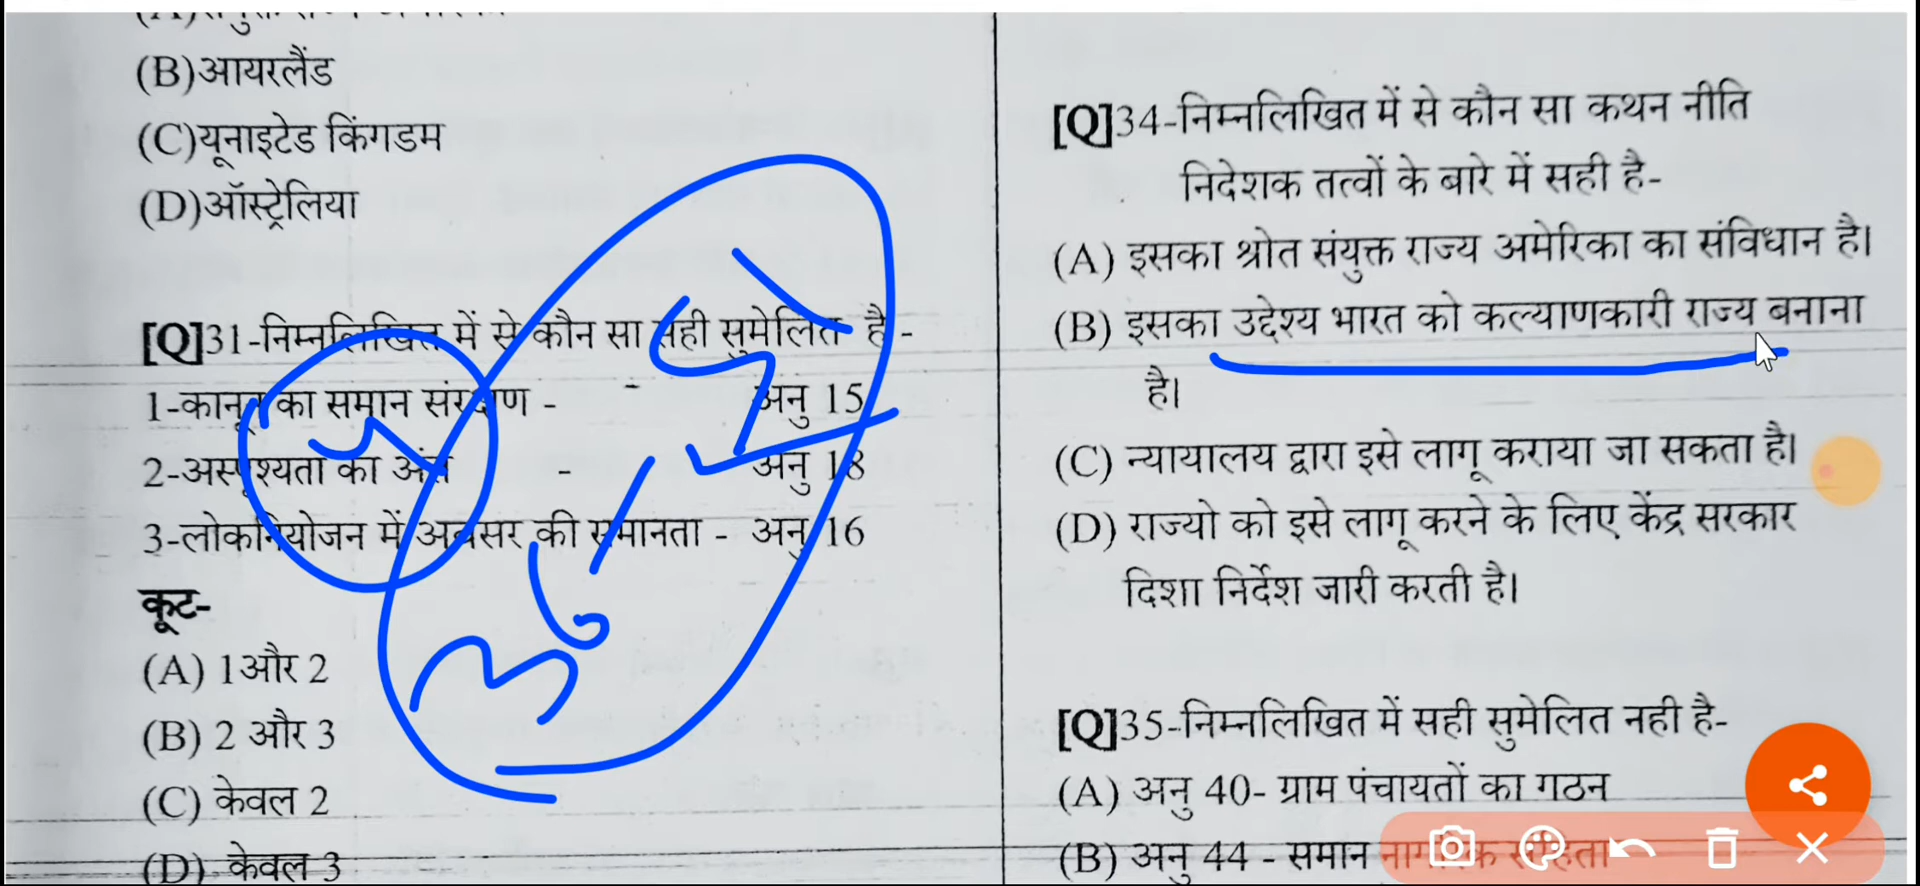 (B)आयरलैंड
(C)यूनाइटेड किंगडम
(D)ऑस्ट्रेलिया
[Q]31-निम्नलिखित में से कौन सा सही सुमेलित है -
1-कानून का समान संरक्षण - अनु 15
2-अस्पृश्यता का अंत - अनु 18
3-लोकनियोजन में अवसर की समानता - अनु 16
कूट-
(A) 1और 2
(B) 2 और 3
(C) केवल 2
(D) केवल 3
[Q]34-निम्नलिखित में से कौन सा कथन नीति
निदेशक तत्वों के बारे में सही है-
(A) इसका श्रोत संयुक्त राज्य अमेरिका का संविधान है।
(B) इसका उद्देश्य भारत को कल्याणकारी राज्य बनाना
है।
(C) न्यायालय द्वारा इसे लागू कराया जा सकता है।
(D) राज्यो को इसे लागू करने के लिए केंद्र सरकार
दिशा निर्देश जारी करती है।
[Q]35-निम्नलिखित में सही सुमेलित नही है-
(A) अनु 40- ग्राम पंचायतों का गठन
(B) अनु 44 - समान नागरिक संहिता